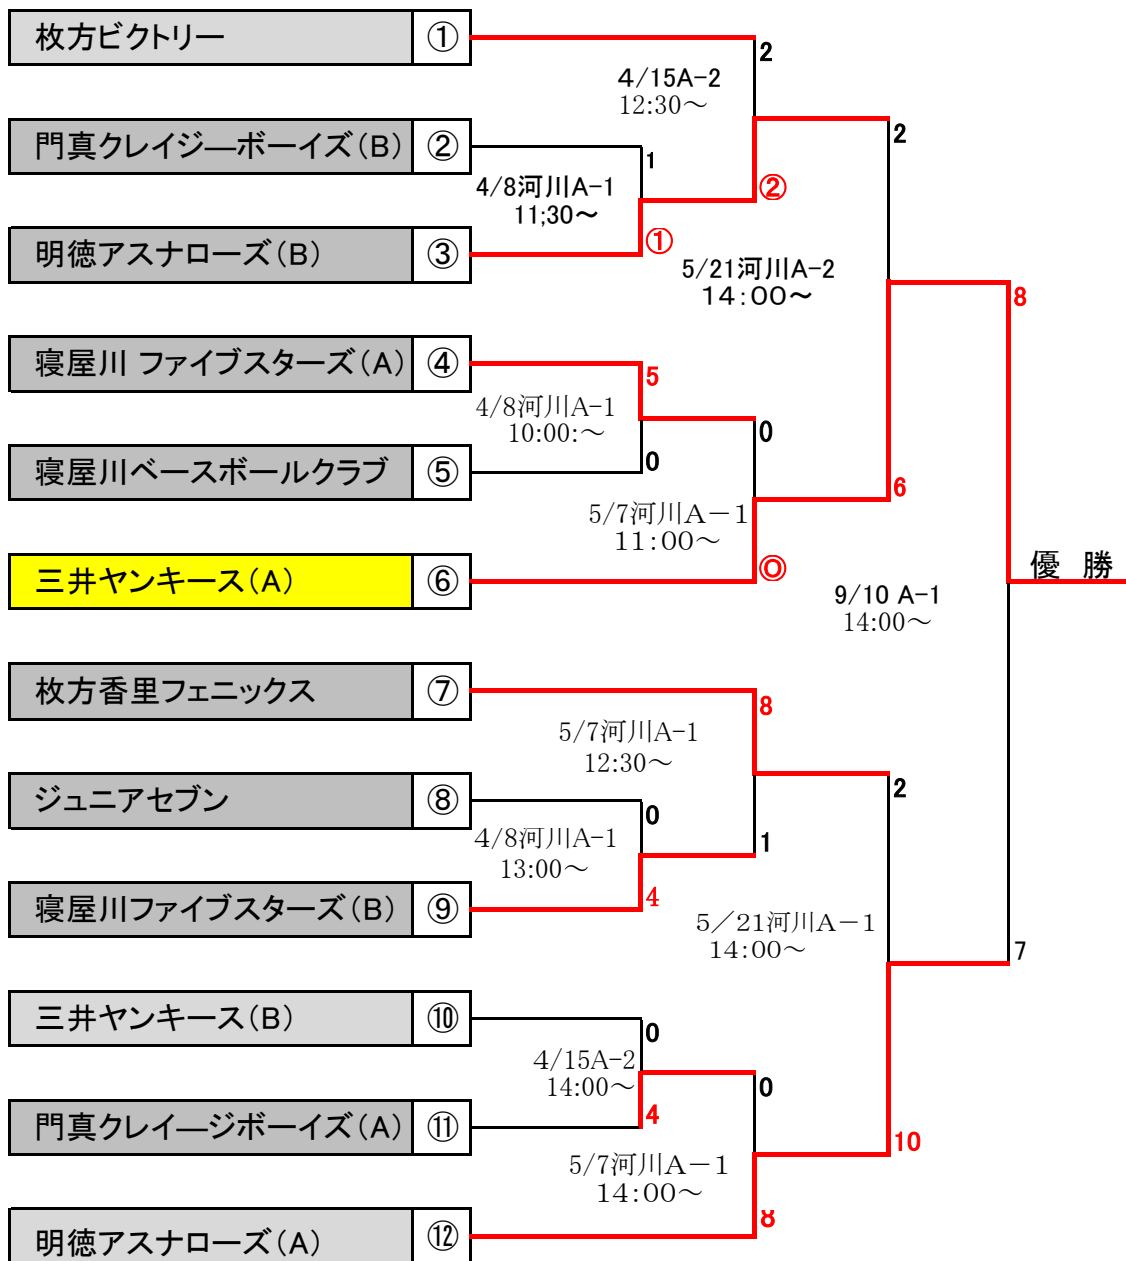 枚方ビクトリー ①
2
4/15A-2
12:30～
2
門真クレイジ―ボーイズ(B) ②
1
4/8河川A-1
11;30～
②
明徳アスナローズ(B) ③
①
5/21河川A-2
14:00～
8
寝屋川 ファイブスターズ(A) ④
5
4/8河川A-1
10:00:～
0
寝屋川ベースボールクラブ ⑤
0
6
5/7河川A－1
11:00～
三井ヤンキース(A) ⑥
⓪
優 勝
9/10 A-1
14:00～
枚方香里フェニックス ⑦
8
5/7河川A-1
12:30～
2
ジュニアセブン ⑧
0
4/8河川A-1
13:00～
1
寝屋川ファイブスターズ(B) ⑨
4
5／21河川A－1
14:00～
7
三井ヤンキース(B) ⑩
0
4/15A-2
14:00～
0
門真クレイ―ジボーイズ(A) ⑪
4
10
5/7河川A－1
14:00～
明徳アスナローズ(A) ⑫
8